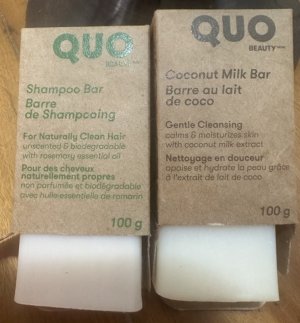 QUO
BEAUTY
Shampoo Bar
Barre
de Shampooing
For Naturally Clean Hair
unscented & biodegradable
with rosemary essential oil
Pour des cheveux
naturellement propres
non parfumée et biodégradable
avec huile essentielle de romarin
100 g
QUO
BEAUTY
Coconut Milk Bar
Barre au lait
de coco
Gentle Cleansing
calms & moisturizes skin
with coconut milk extract
Nettoyage en douceur
apaise et hydrate la peau grâce
à l'extrait de lait de coco
100 g